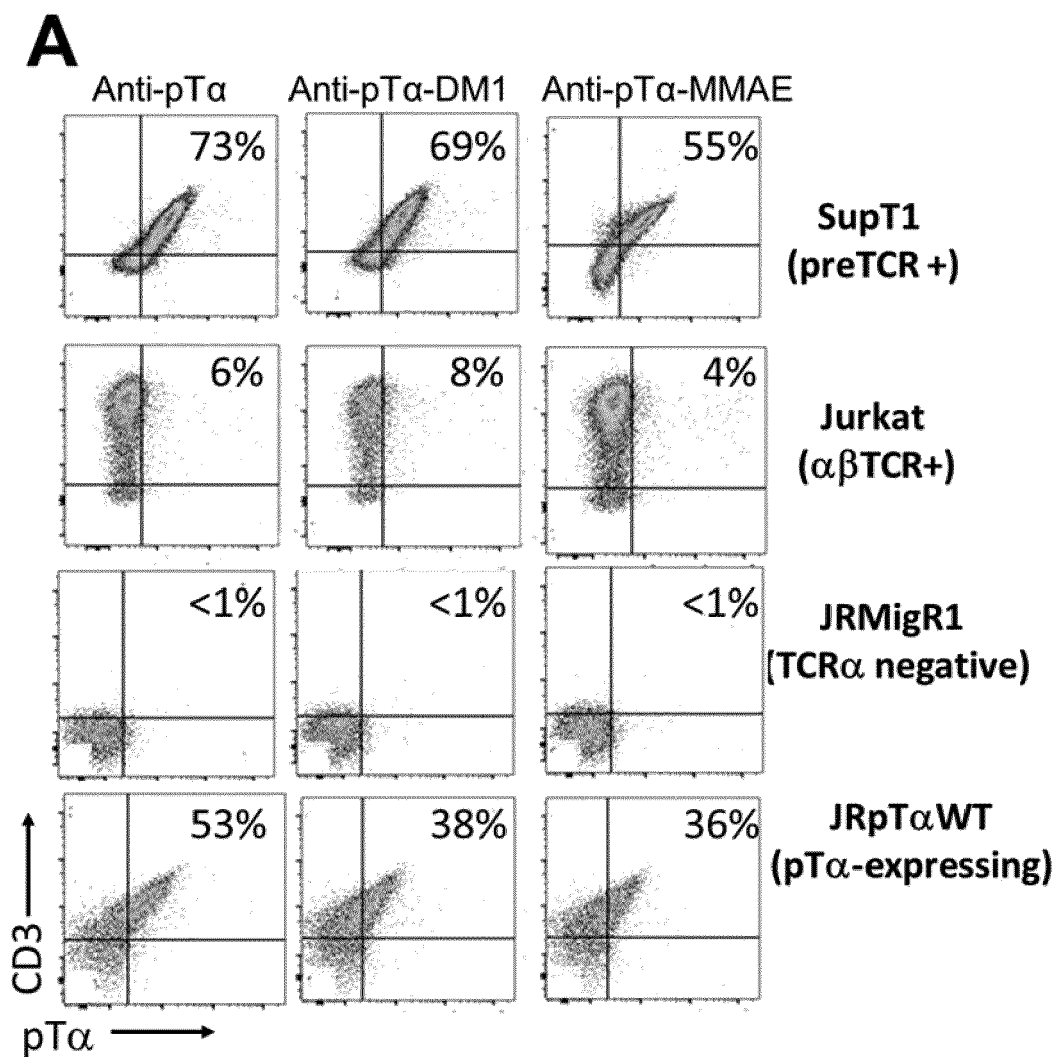 A
Anti-pTα Anti-pTα-DM1 Anti-pTα-MMAE
73% 69% 55%
SupT1
(preTCR +)
6% 8% 4%
Jurkat
(αβTCR+)
<1% <1% <1%
JRMigR1
(TCRα negative)
53% 38% 36%
JRpTαWT
(pTα-expressing)
CD3
pTα